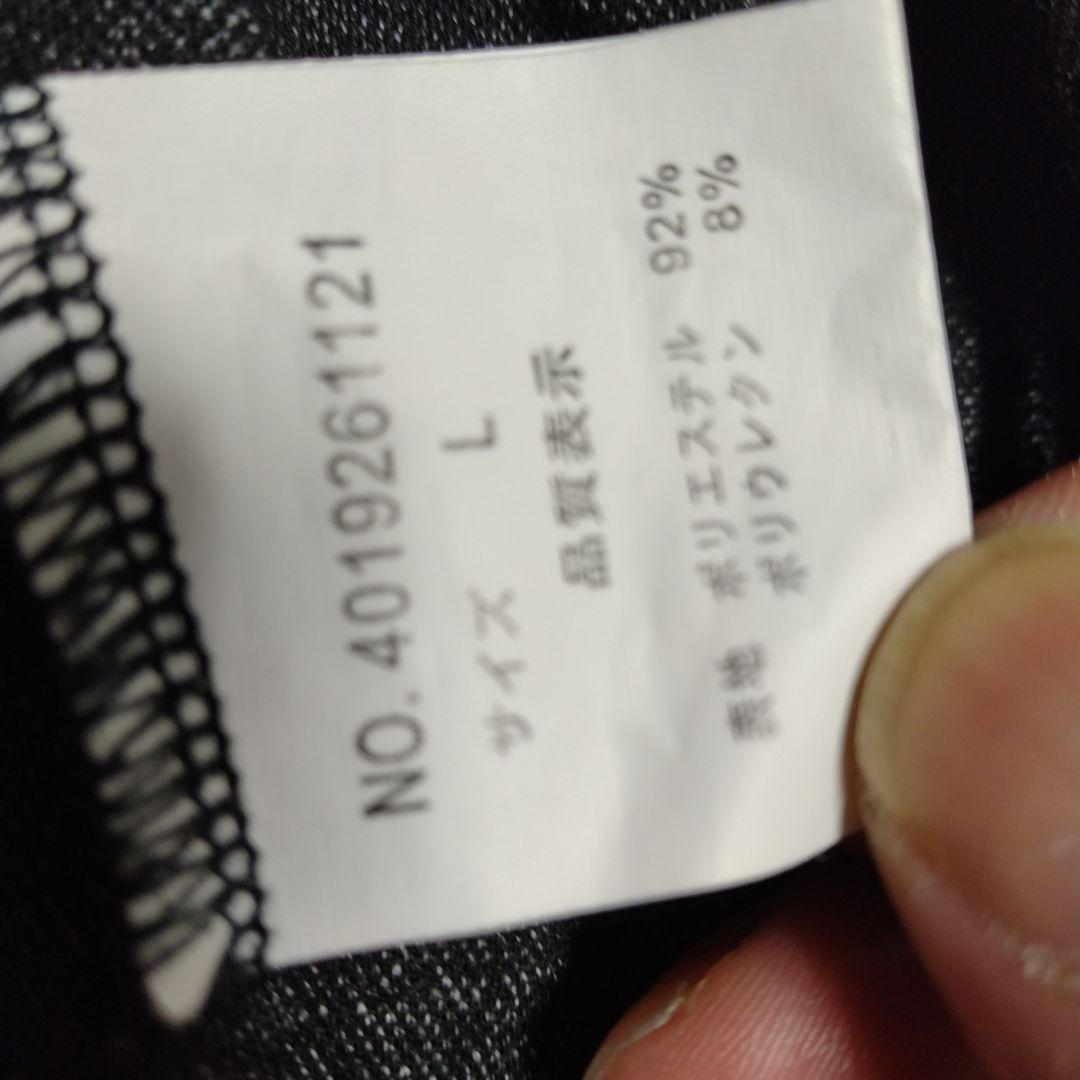 NO.4019261121
サイズ L
品質表示
表地 ポリエステル 92%
ポリウレタン 8%